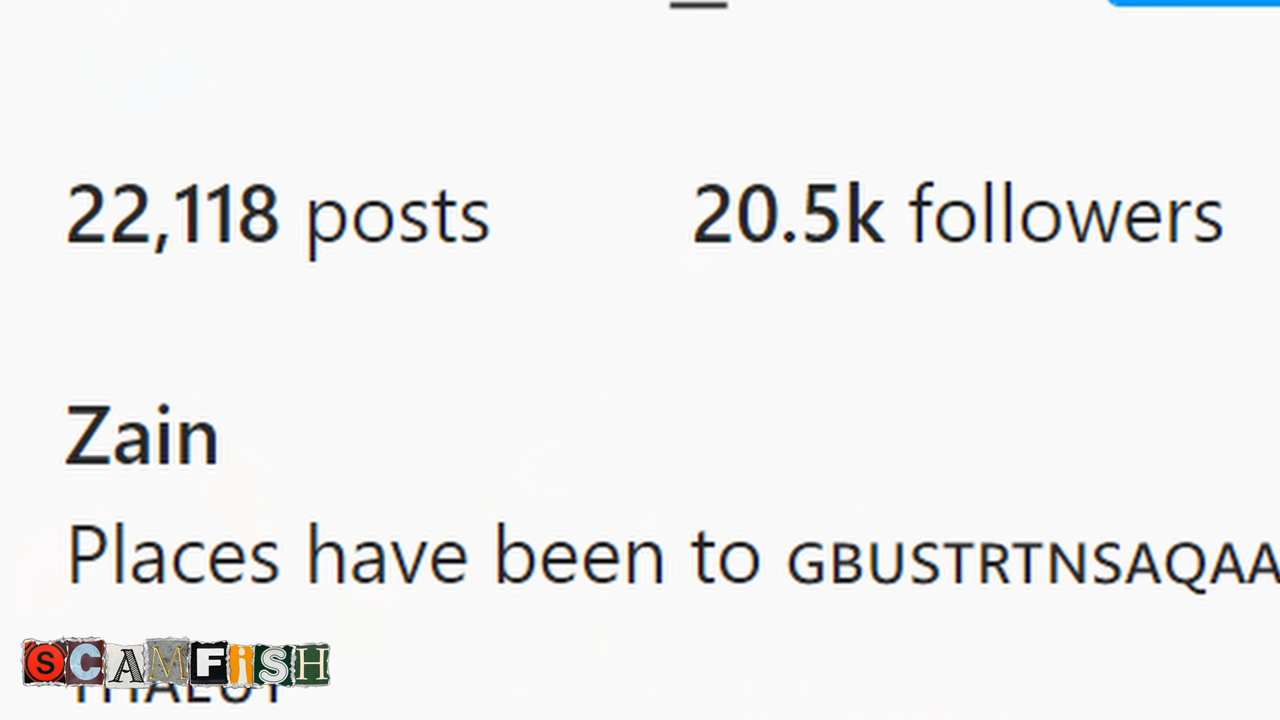 22,118 posts 20.5k followers
Zain
Places have been to GBUSTRTNSAQAA
SCAMFISH